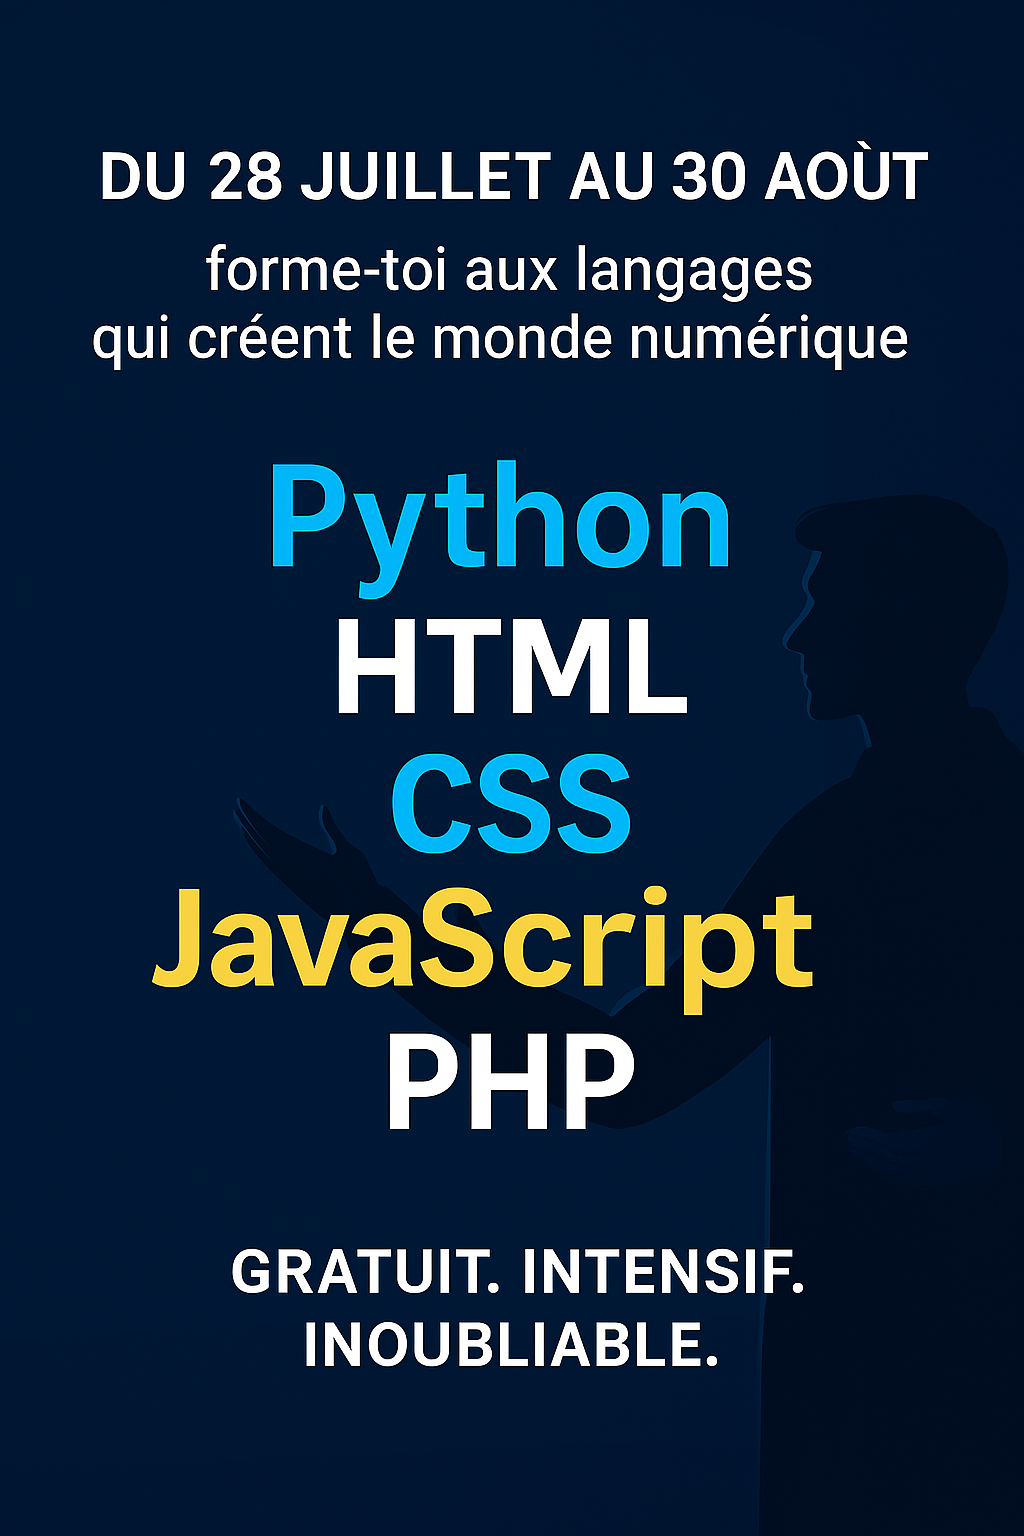 DU 28 JUILLET AU 30 AOÙT
forme-toi aux langages
qui créent le monde numérique
Python
HTML
CSS
JavaScript
PHP
GRATUIT. INTENSIF.
INOUBLIABLE.